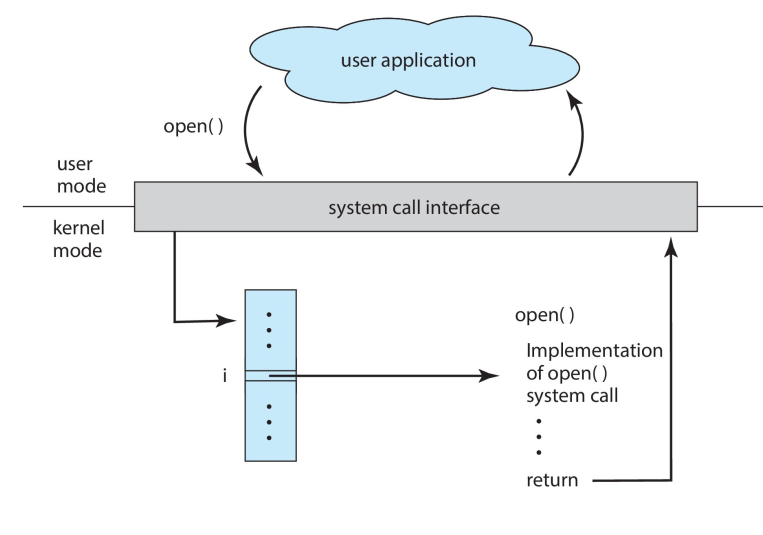 user application
open( )
user
mode
system call interface
kernel
mode
open( )
i
Implementation
of open( )
system call
return